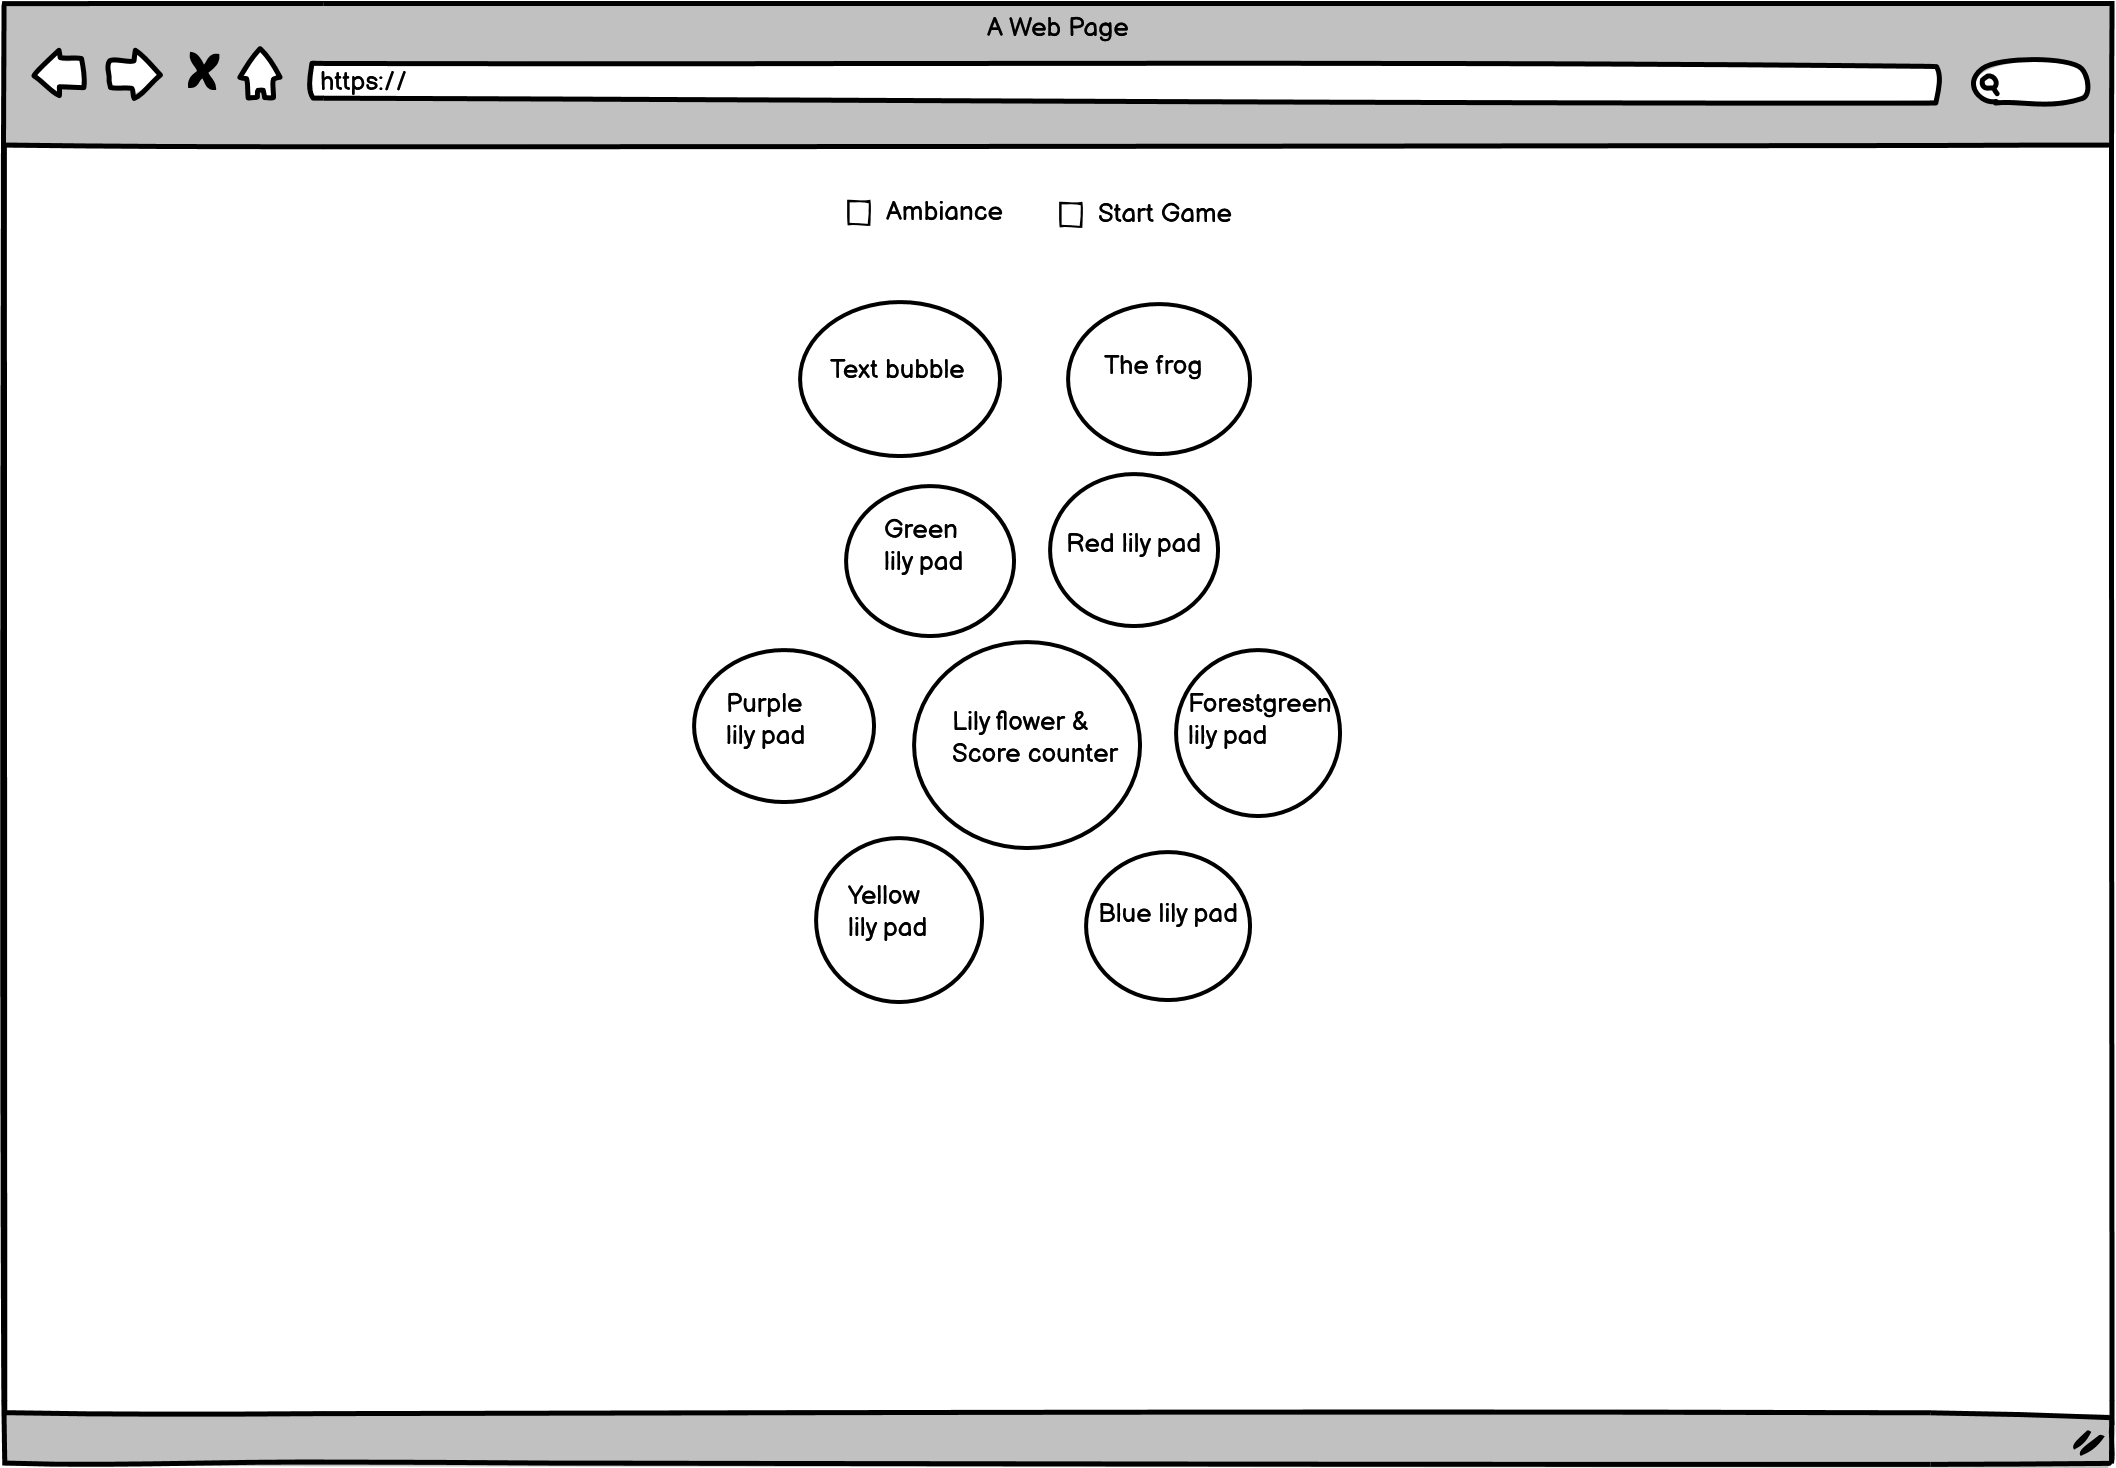 A Web Page
https://
Ambiance
Start Game
Text bubble
The frog
Green
lily pad
Red lily pad
Purple
lily pad
Lily flower &
Score counter
Forestgreen
lily pad
Yellow
lily pad
Blue lily pad